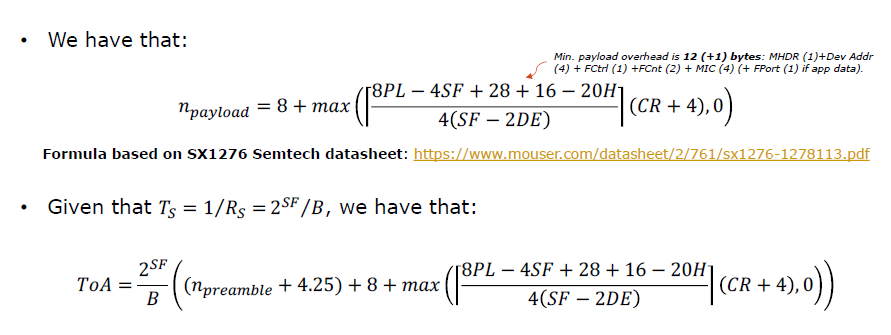 • We have that:
Min. payload overhead is 12 (+1) bytes: MHDR (1)+Dev Addr
(4) + FCtrl (1) +FCnt (2) + MIC (4) (+ FPort (1) if app data).
n_payload = 8 + max(⌈(8PL − 4SF + 28 + 16 − 20H)/(4(SF − 2DE))⌉(CR + 4), 0)
Formula based on SX1276 Semtech datasheet: https://www.mouser.com/datasheet/2/761/sx1276-1278113.pdf
• Given that T_S = 1/R_S = 2^SF/B, we have that:
ToA = 2^SF/B ((n_preamble + 4.25) + 8 + max(⌈(8PL − 4SF + 28 + 16 − 20H)/(4(SF − 2DE))⌉(CR + 4), 0))